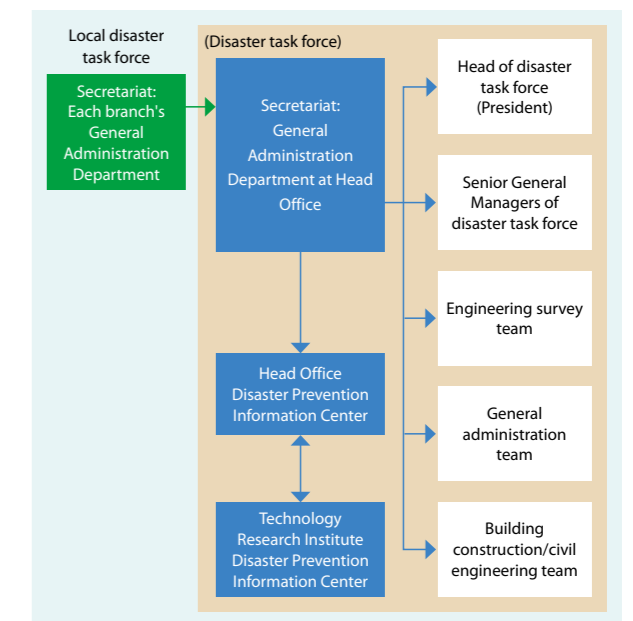 Local disaster
task force
Secretariat:
Each branch's
General
Administration
Department
(Disaster task force)
Secretariat:
General
Administration
Department at Head
Office
Head Office
Disaster Prevention
Information Center
Technology
Research Institute
Disaster Prevention
Information Center
Head of disaster
task force
(President)
Senior General
Managers of
disaster task force
Engineering survey
team
General
administration
team
Building
construction/civil
engineering team